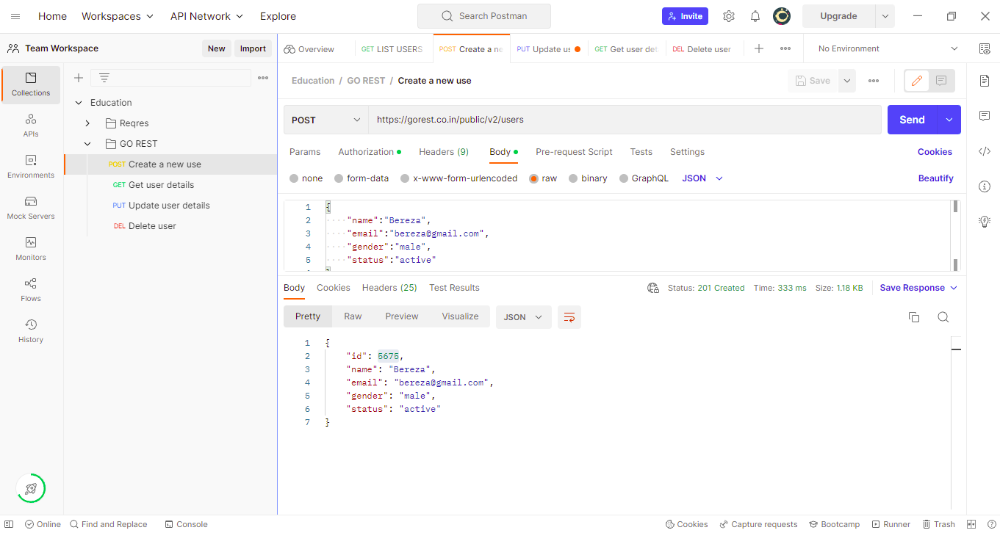 Home Workspaces API Network Explore Search Postman Invite Upgrade
Team Workspace New Import
Overview GET LIST USERS POST Create a ne PUT Update us GET Get user det DEL Delete user No Environment
Education / GO REST / Create a new use Save
Collections
APIs
Environments
Mock Servers
Monitors
Flows
History
Education
Reqres
GO REST
POST Create a new use
GET Get user details
PUT Update user details
DEL Delete user
POST https://gorest.co.in/public/v2/users Send
Params Authorization Headers (9) Body Pre-request Script Tests Settings Cookies
none form-data x-www-form-urlencoded raw binary GraphQL JSON Beautify
1 {
2 "name":"Bereza",
3 "email":"bereza@gmail.com",
4 "gender":"male",
5 "status":"active"
Body Cookies Headers (25) Test Results Status: 201 Created Time: 333 ms Size: 1.18 KB Save Response
Pretty Raw Preview Visualize JSON
1 {
2 "id": 5675,
3 "name": "Bereza",
4 "email": "bereza@gmail.com",
5 "gender": "male",
6 "status": "active"
7 }
Online Find and Replace Console Cookies Capture requests Bootcamp Runner Trash